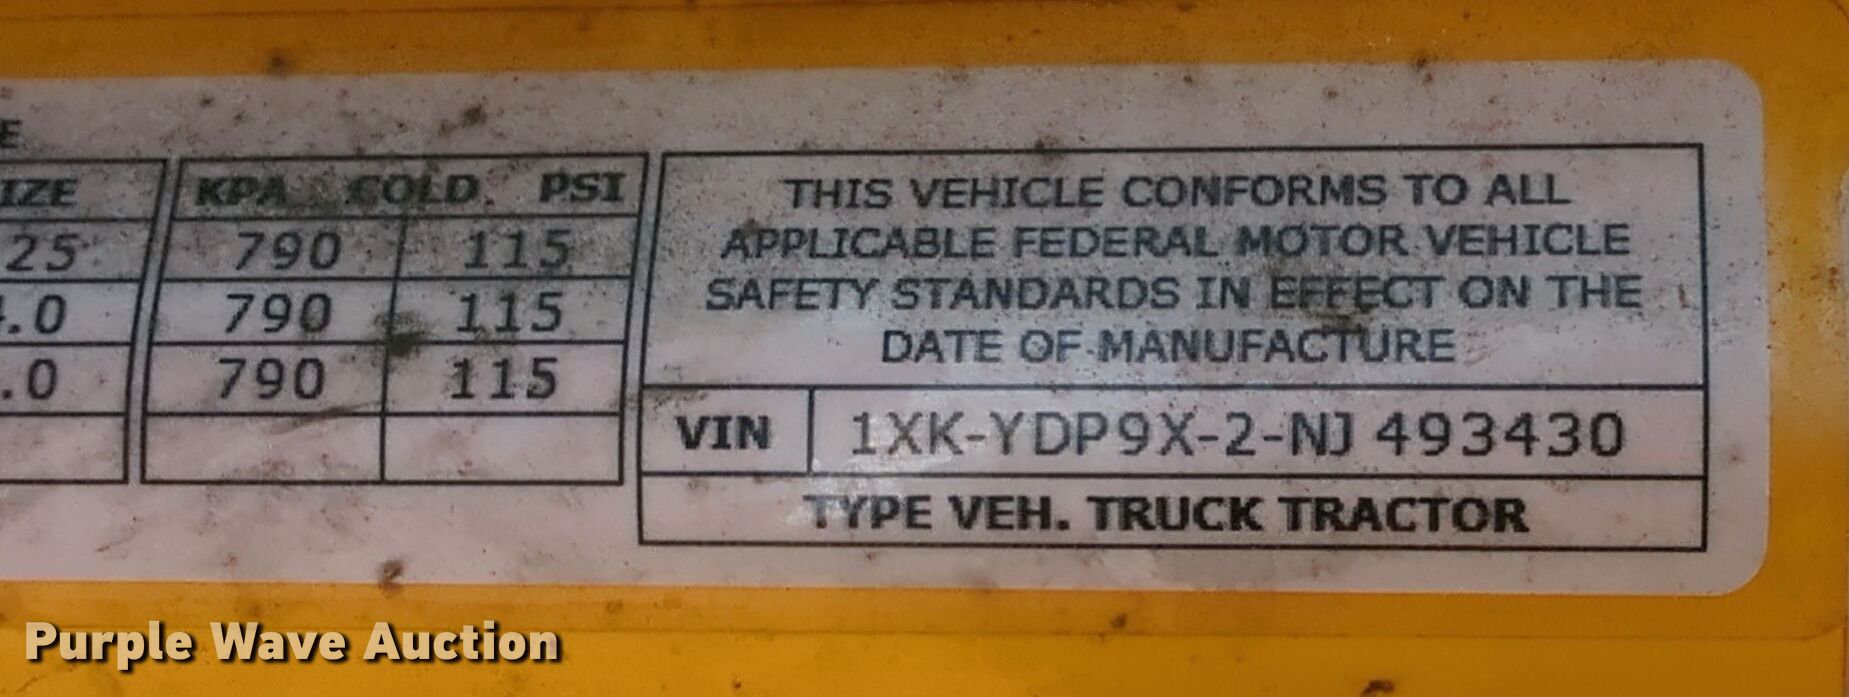 E
IZE
KPA COLD PSI
25 790 115
.0 790 115
.0 790 115
THIS VEHICLE CONFORMS TO ALL
APPLICABLE FEDERAL MOTOR VEHICLE
SAFETY STANDARDS IN EFFECT ON THE
DATE OF MANUFACTURE
VIN 1XK-YDP9X-2-NJ 493430
TYPE VEH. TRUCK TRACTOR
Purple Wave Auction